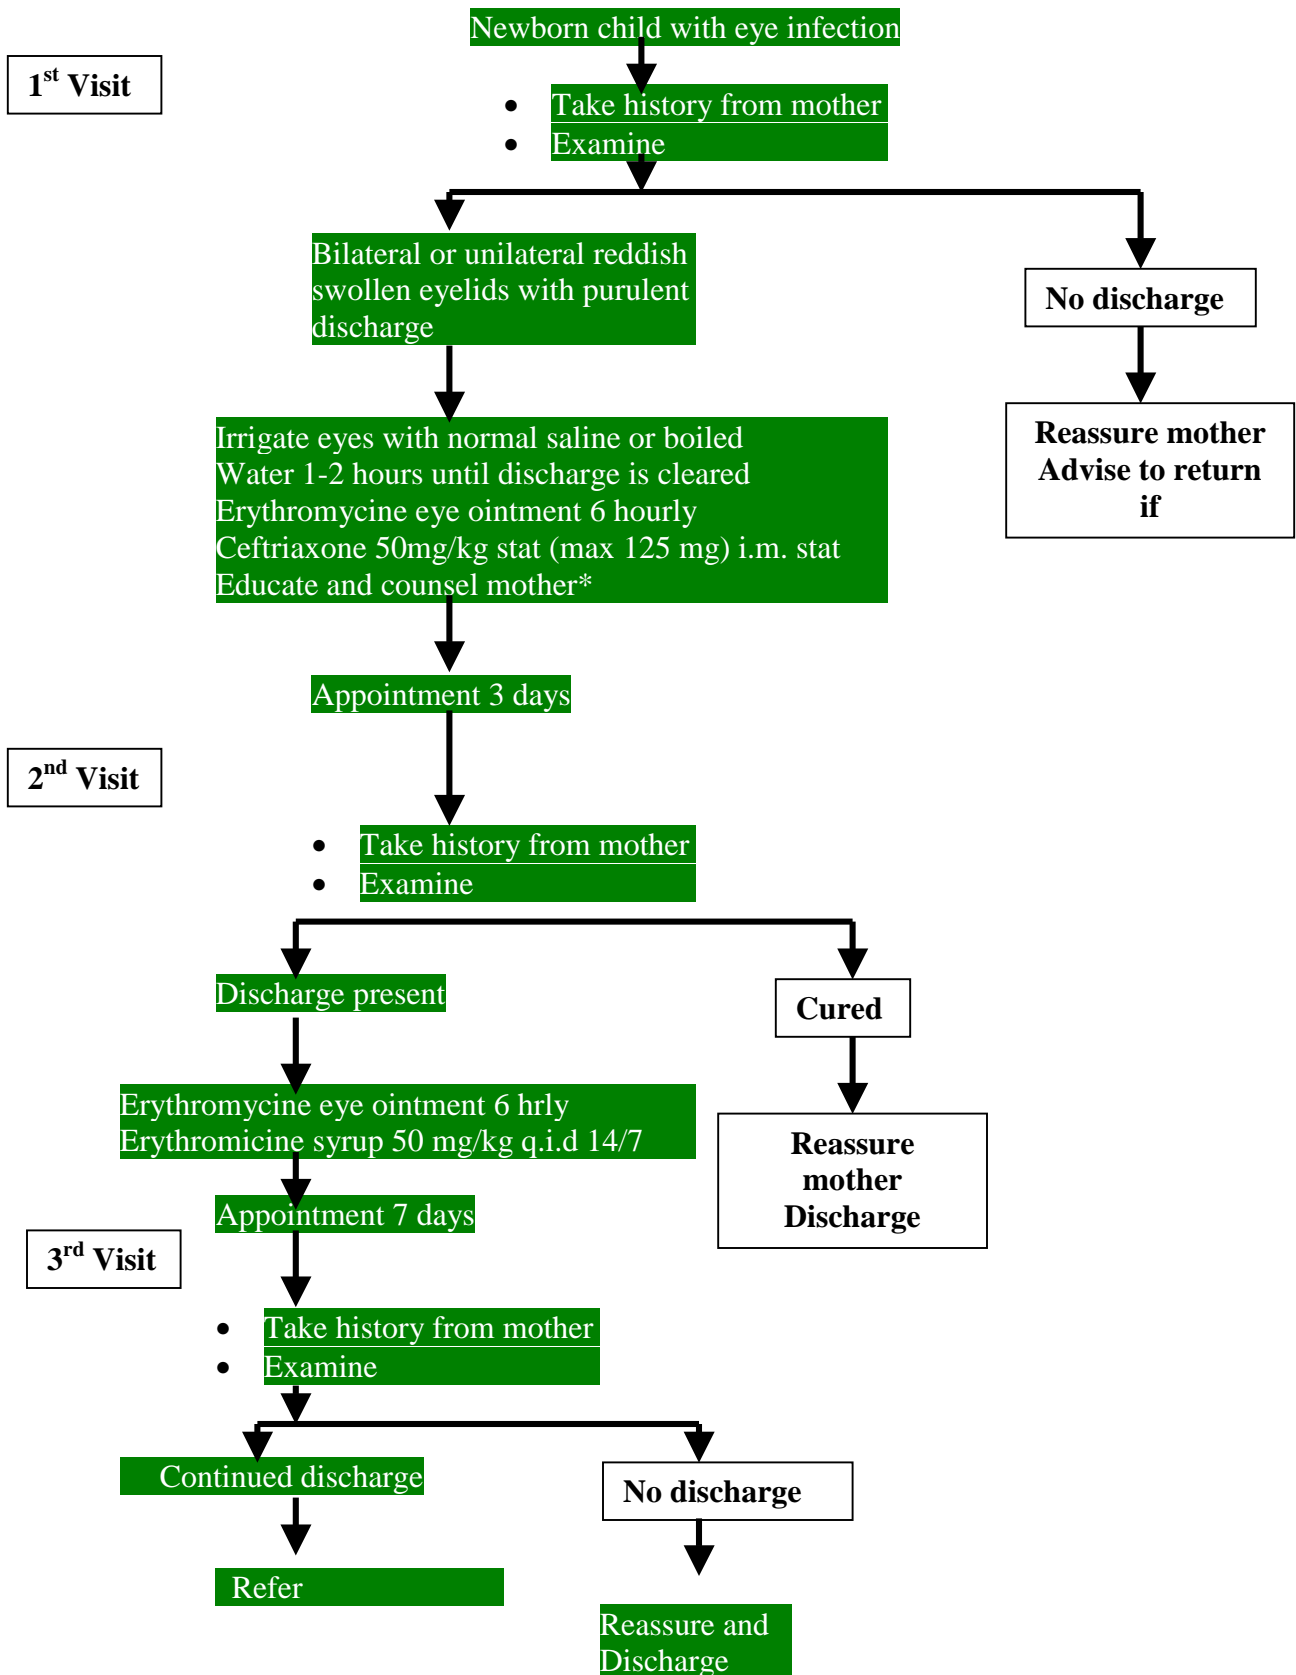 Newborn child with eye infection
1st Visit
• Take history from mother
• Examine
Bilateral or unilateral reddish
swollen eyelids with purulent
discharge
No discharge
Irrigate eyes with normal saline or boiled
Water 1-2 hours until discharge is cleared
Erythromycine eye ointment 6 hourly
Ceftriaxone 50mg/kg stat (max 125 mg) i.m. stat
Educate and counsel mother*
Reassure mother
Advise to return
if
Appointment 3 days
2nd Visit
• Take history from mother
• Examine
Discharge present
Cured
Erythromycine eye ointment 6 hrly
Erythromicine syrup 50 mg/kg q.i.d 14/7
Reassure
mother
Discharge
Appointment 7 days
3rd Visit
• Take history from mother
• Examine
Continued discharge
No discharge
Refer
Reassure and
Discharge